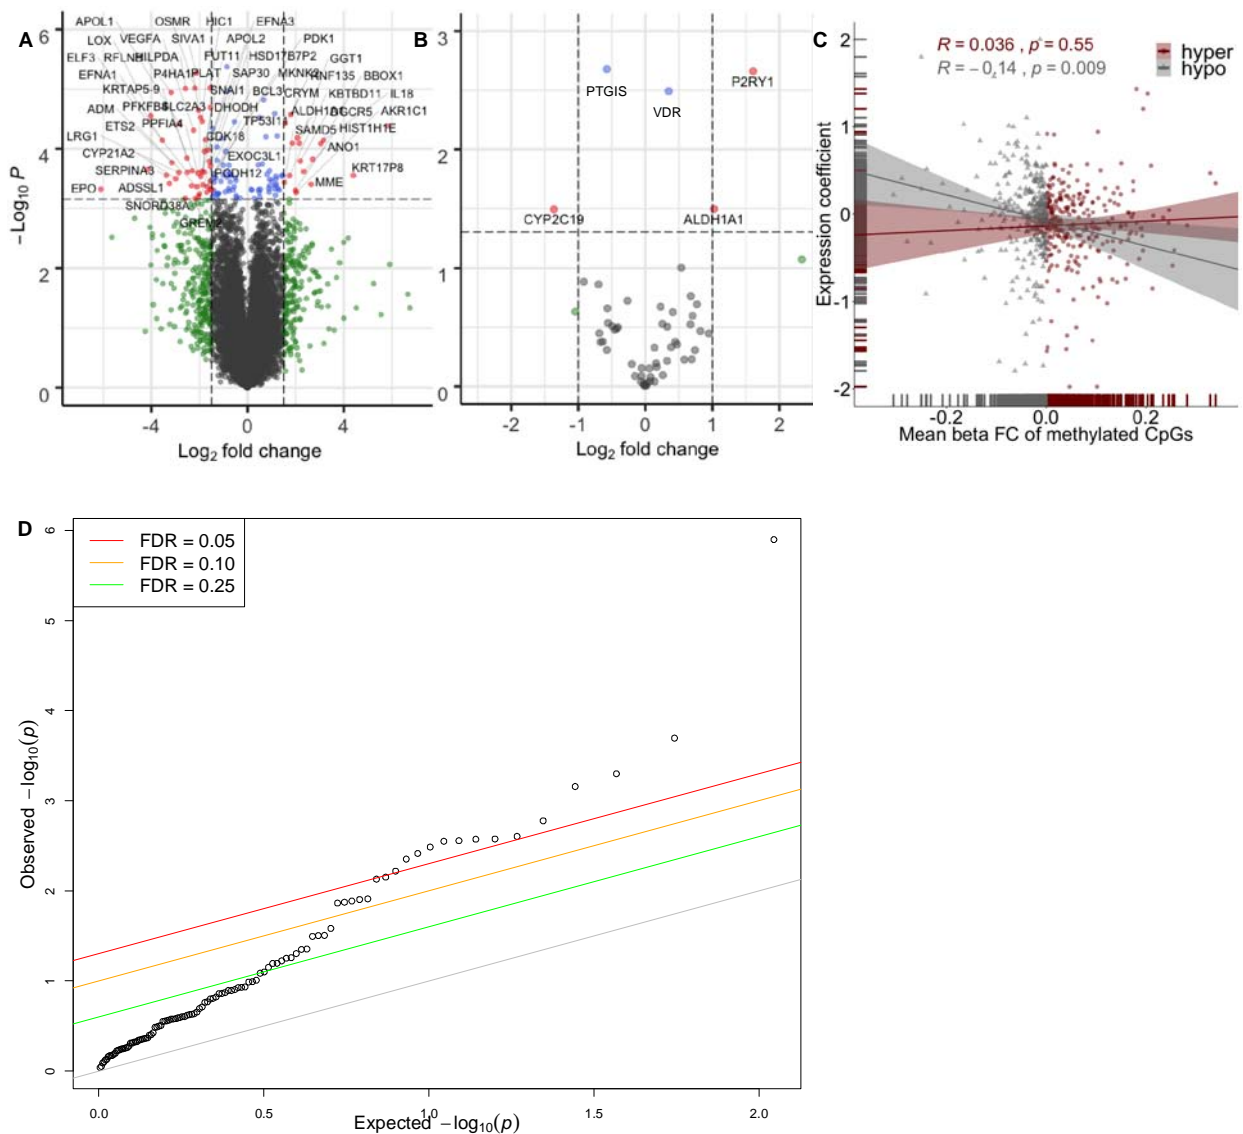 A
APOL1 OSMR HIC1 EFNA3
LOX VEGFA SIVA1 APOL2 PDK1
ELF3 RFLNB HILPDA FUT11 HSD17B7P2 GGT1
EFNA1 P4HA1 PLAT SAP30 MKNK2 RNF135 BBOX1
KRTAP5-9 SNAI1 BCL3 CRYM KBTBD11 IL18
ADM PFKFB4 SLC2A3 DHODH ALDH1A1 DGCR5 AKR1C1
ETS2 PPFIA4 TP53I11 SAMD5 HIST1H1E
LRG1 CDK18 ANO1
CYP21A2 EXOC3L1
SERPINA3 PCDH12 KRT17P8
EPO ADSSL1 MME
SNORD38A
GREM2
6
4
2
0
-4 0 4
−Log10 P
Log2 fold change
B
PTGIS
VDR
P2RY1
CYP2C19
ALDH1A1
3
2
1
0
-2 -1 0 1 2
Log2 fold change
C
R = 0.036 , p = 0.55
R = −0.14 , p = 0.009
hyper
hypo
2
1
0
-1
-2
-0.2 0.0 0.2
Expression coefficient
Mean beta FC of methylated CpGs
D
FDR = 0.05
FDR = 0.10
FDR = 0.25
6
5
4
3
2
1
0
0.0 0.5 1.0 1.5 2.0
Observed −log10(p)
Expected −log10(p)